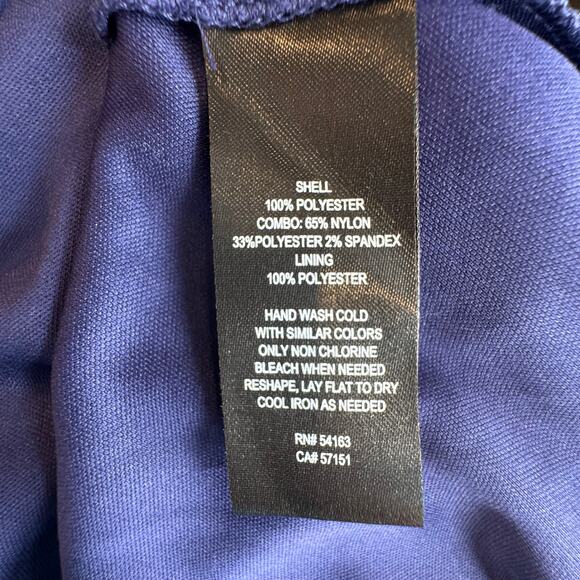 SHELL
100% POLYESTER
COMBO: 65% NYLON
33%POLYESTER 2% SPANDEX
LINING
100% POLYESTER
HAND WASH COLD
WITH SIMILAR COLORS
ONLY NON CHLORINE
BLEACH WHEN NEEDED
RESHAPE, LAY FLAT TO DRY
COOL IRON AS NEEDED
RN# 54163
CA# 57151